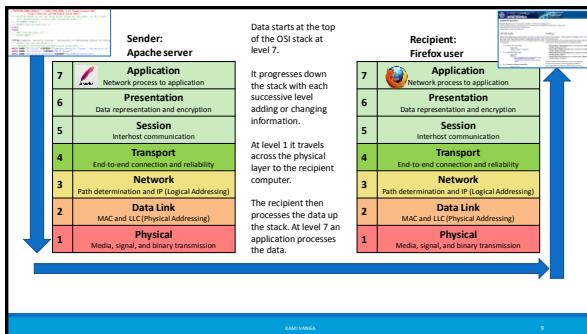 Sender:
Apache server
7 Application
Network process to application
6 Presentation
Data representation and encryption
5 Session
Interhost communication
4 Transport
End-to-end connection and reliability
3 Network
Path determination and IP (Logical Addressing)
2 Data Link
MAC and LLC (Physical Addressing)
1 Physical
Media, signal, and binary transmission
Data starts at the top
of the OSI stack at
level 7.
It progresses down
the stack with each
successive level
adding or changing
information.
At level 1 it travels
across the physical
layer to the recipient
computer.
The recipient then
processes the data up
the stack. At level 7 an
application processes
the data.
Recipient:
Firefox user
7 Application
Network process to application
6 Presentation
Data representation and encryption
5 Session
Interhost communication
4 Transport
End-to-end connection and reliability
3 Network
Path determination and IP (Logical Addressing)
2 Data Link
MAC and LLC (Physical Addressing)
1 Physical
Media, signal, and binary transmission
KAMI VANIEA
9